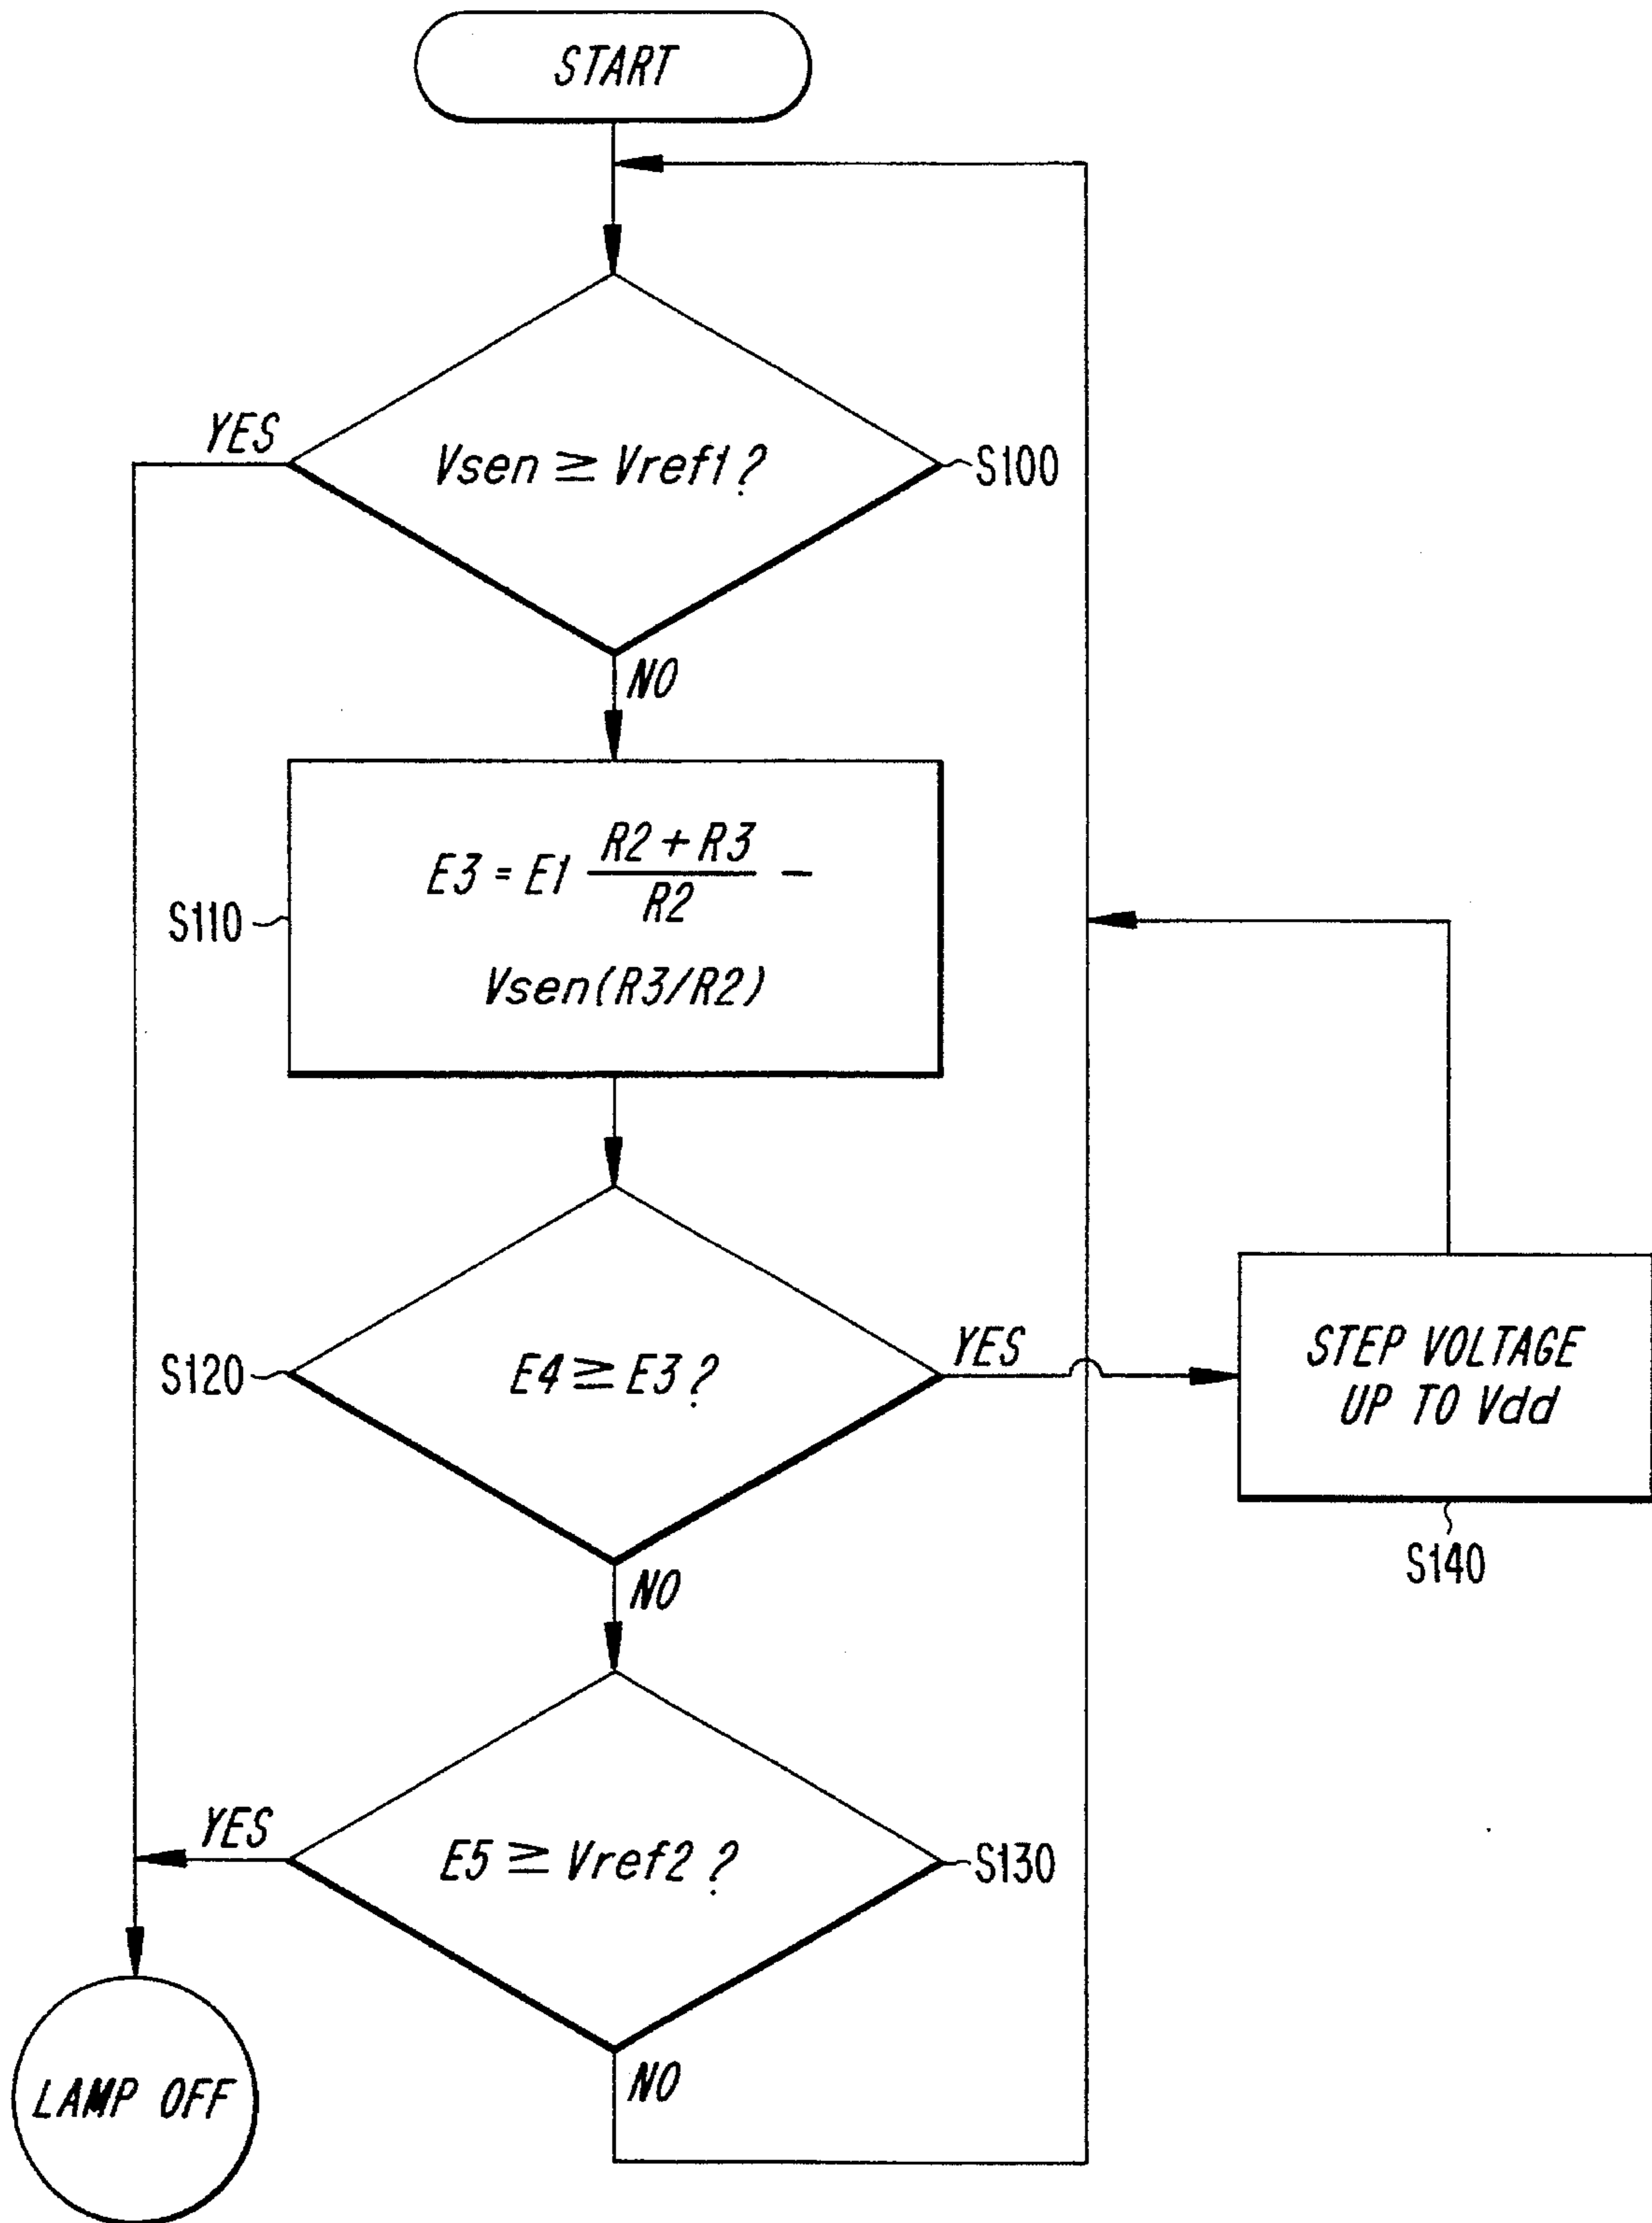 START
YES
Vsen ≧ Vref1?
S100
NO
E3 = E1 (R2 + R3)/R2 −
Vsen(R3/R2)
S110
S120
E4 ≧ E3?
YES
STEP VOLTAGE
UP TO Vdd
S140
NO
YES
E5 ≧ Vref2?
S130
NO
LAMP OFF